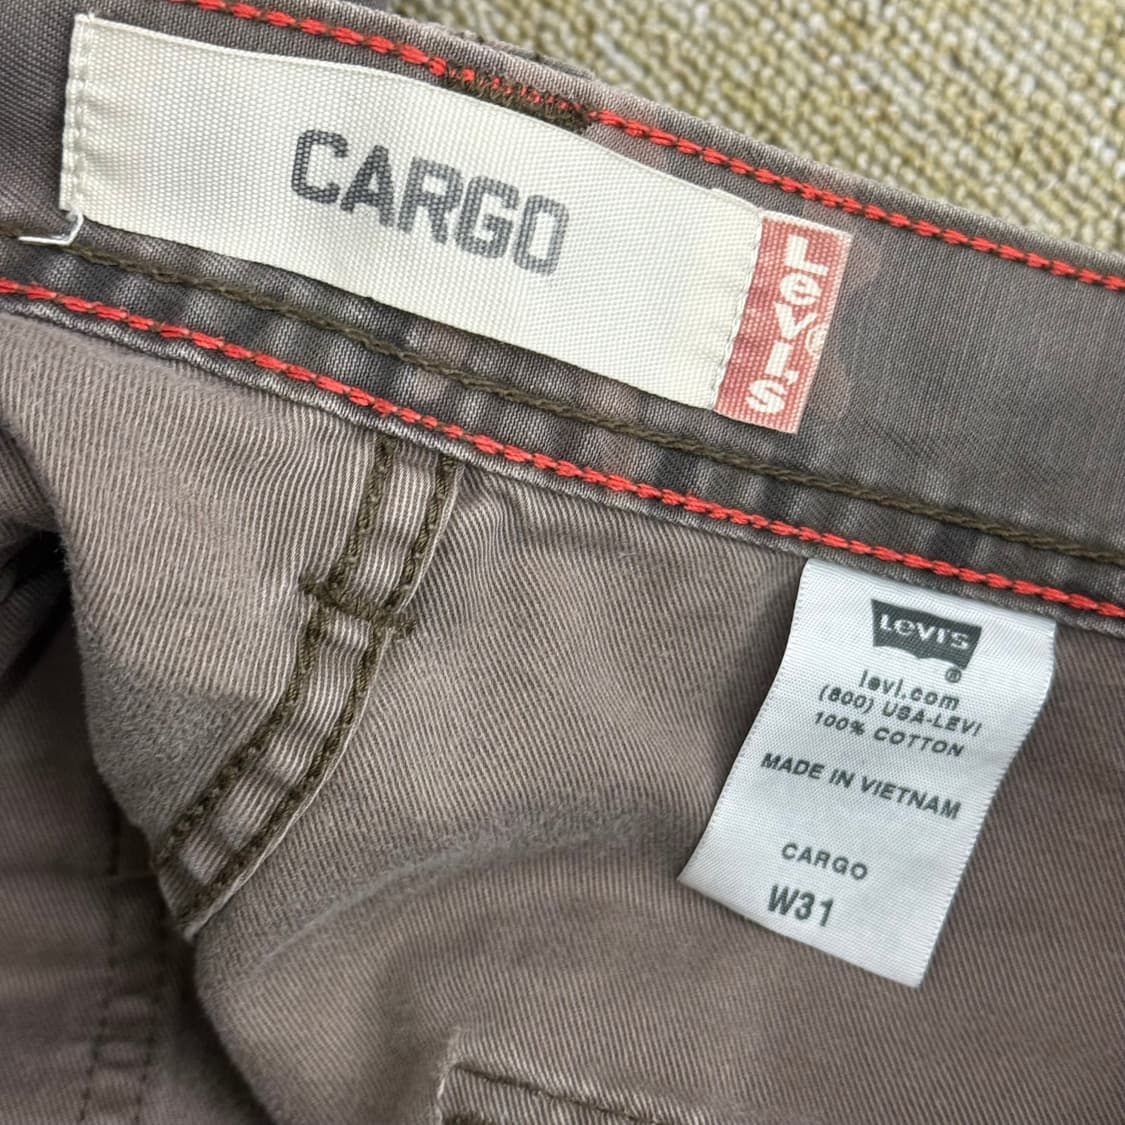 CARGO
LEVI'S
LEVI'S
®
levi.com
(800) USA-LEVI
100% COTTON
MADE IN VIETNAM
CARGO
W31